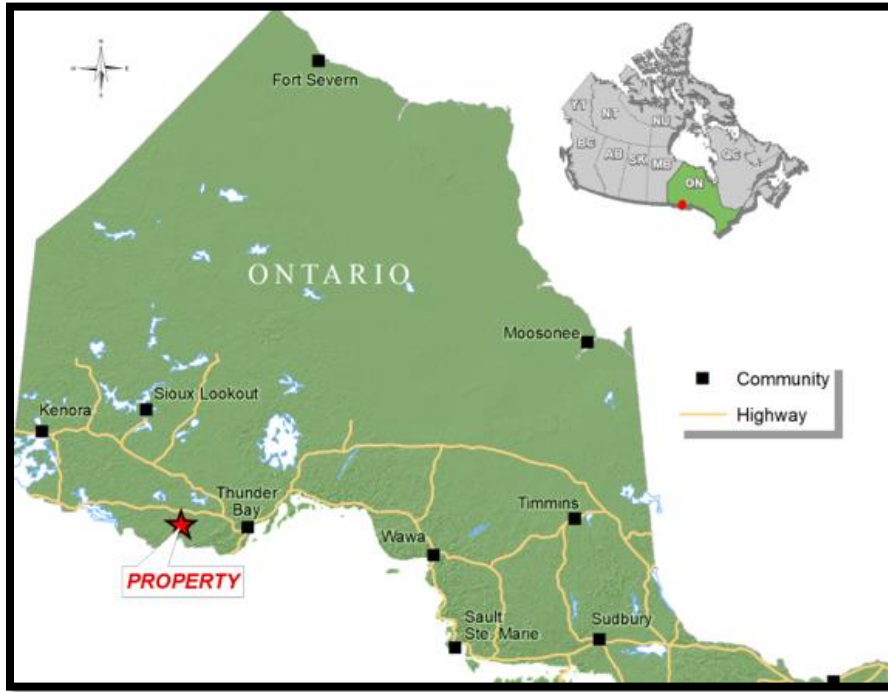 N
W
E
S
Fort Severn
YT
NT
NU
BC
AB
SK
MB
QC
ON
ONTARIO
Moosonee
Community
Highway
Sioux Lookout
Kenora
Thunder
Bay
Timmins
Wawa
PROPERTY
Sault
Ste. Marie
Sudbury